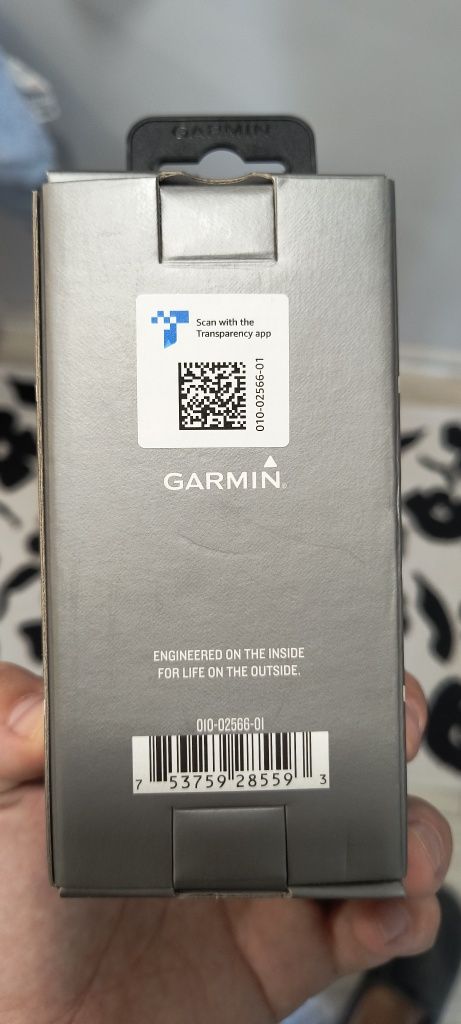 GARMIN
Scan with the
Transparency app
010-02566-01
GARMIN®
ENGINEERED ON THE INSIDE
FOR LIFE ON THE OUTSIDE.
010-02566-01
7 53759 28559 3